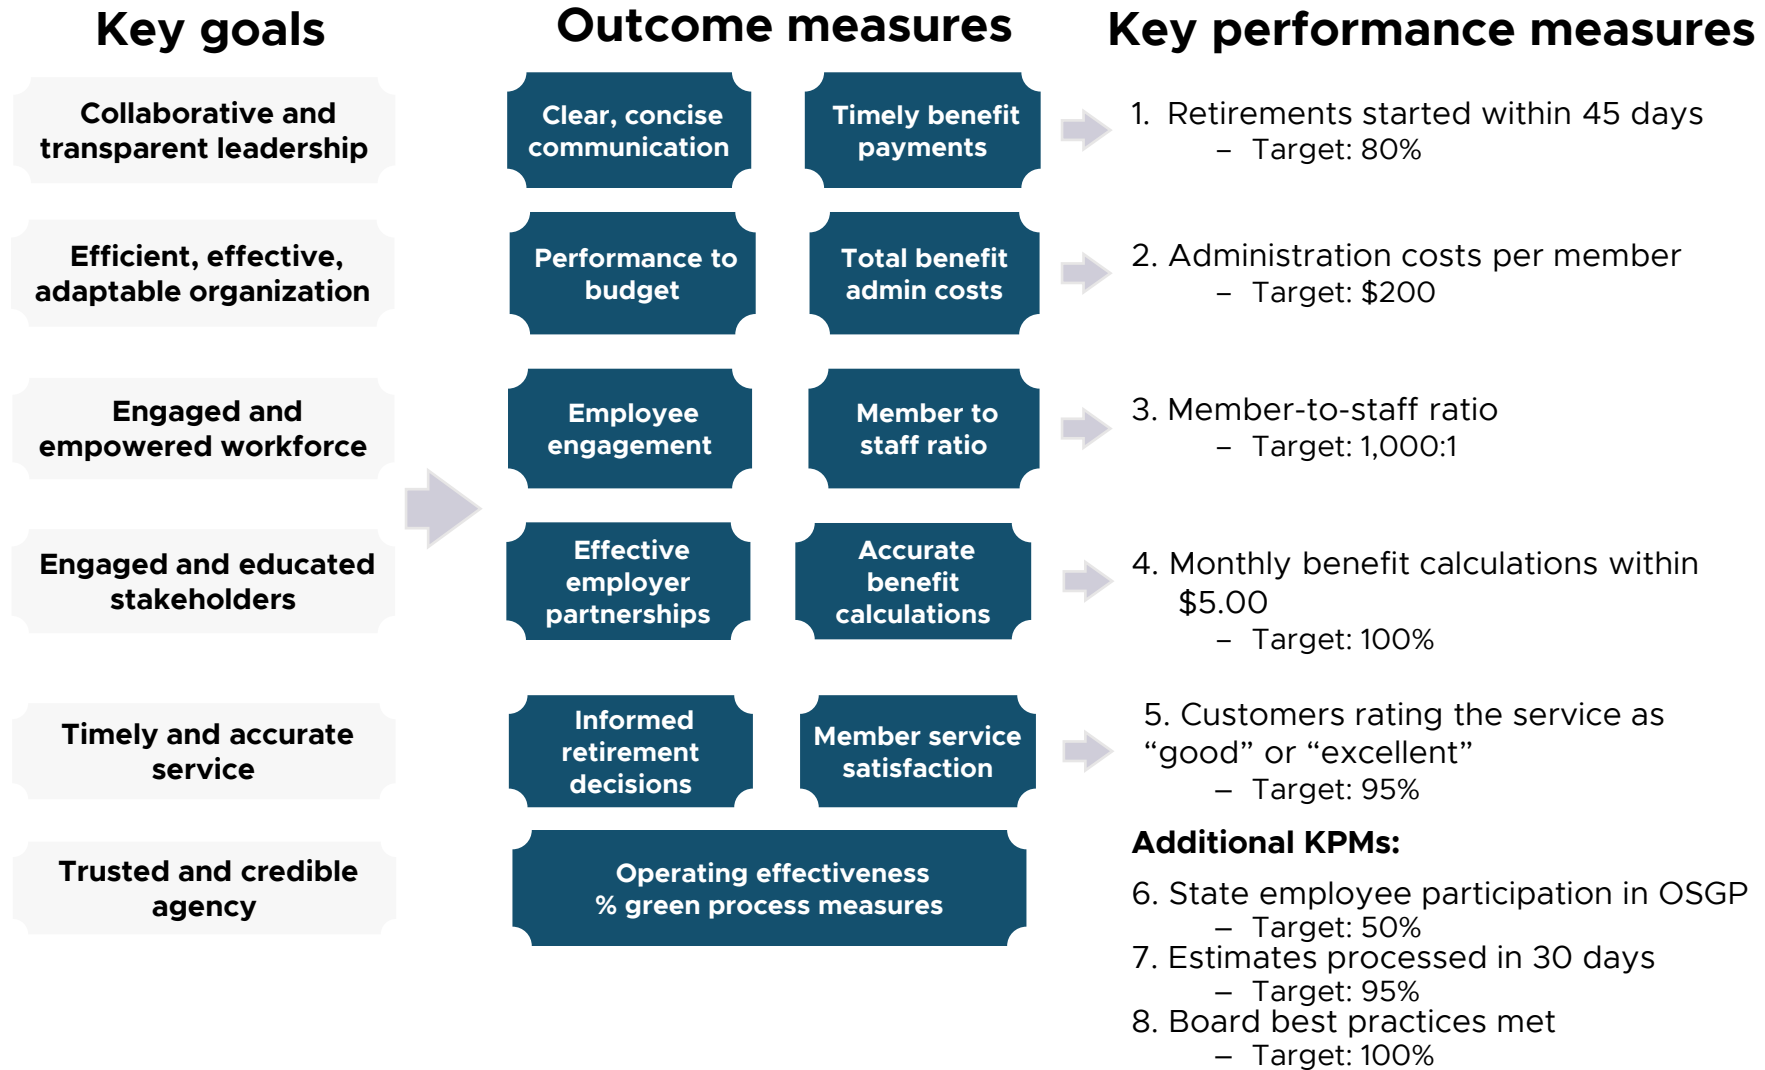 Key goals
Collaborative and
transparent leadership
Efficient, effective,
adaptable organization
Engaged and
empowered workforce
Engaged and educated
stakeholders
Timely and accurate
service
Trusted and credible
agency
Outcome measures
Clear, concise
communication
Timely benefit
payments
Performance to
budget
Total benefit
admin costs
Employee
engagement
Member to
staff ratio
Effective
employer
partnerships
Accurate
benefit
calculations
Informed
retirement
decisions
Member service
satisfaction
Operating effectiveness
% green process measures
Key performance measures
1. Retirements started within 45 days
– Target: 80%
2. Administration costs per member
– Target: $200
3. Member-to-staff ratio
– Target: 1,000:1
4. Monthly benefit calculations within
$5.00
– Target: 100%
5. Customers rating the service as
“good” or “excellent”
– Target: 95%
Additional KPMs:
6. State employee participation in OSGP
– Target: 50%
7. Estimates processed in 30 days
– Target: 95%
8. Board best practices met
– Target: 100%